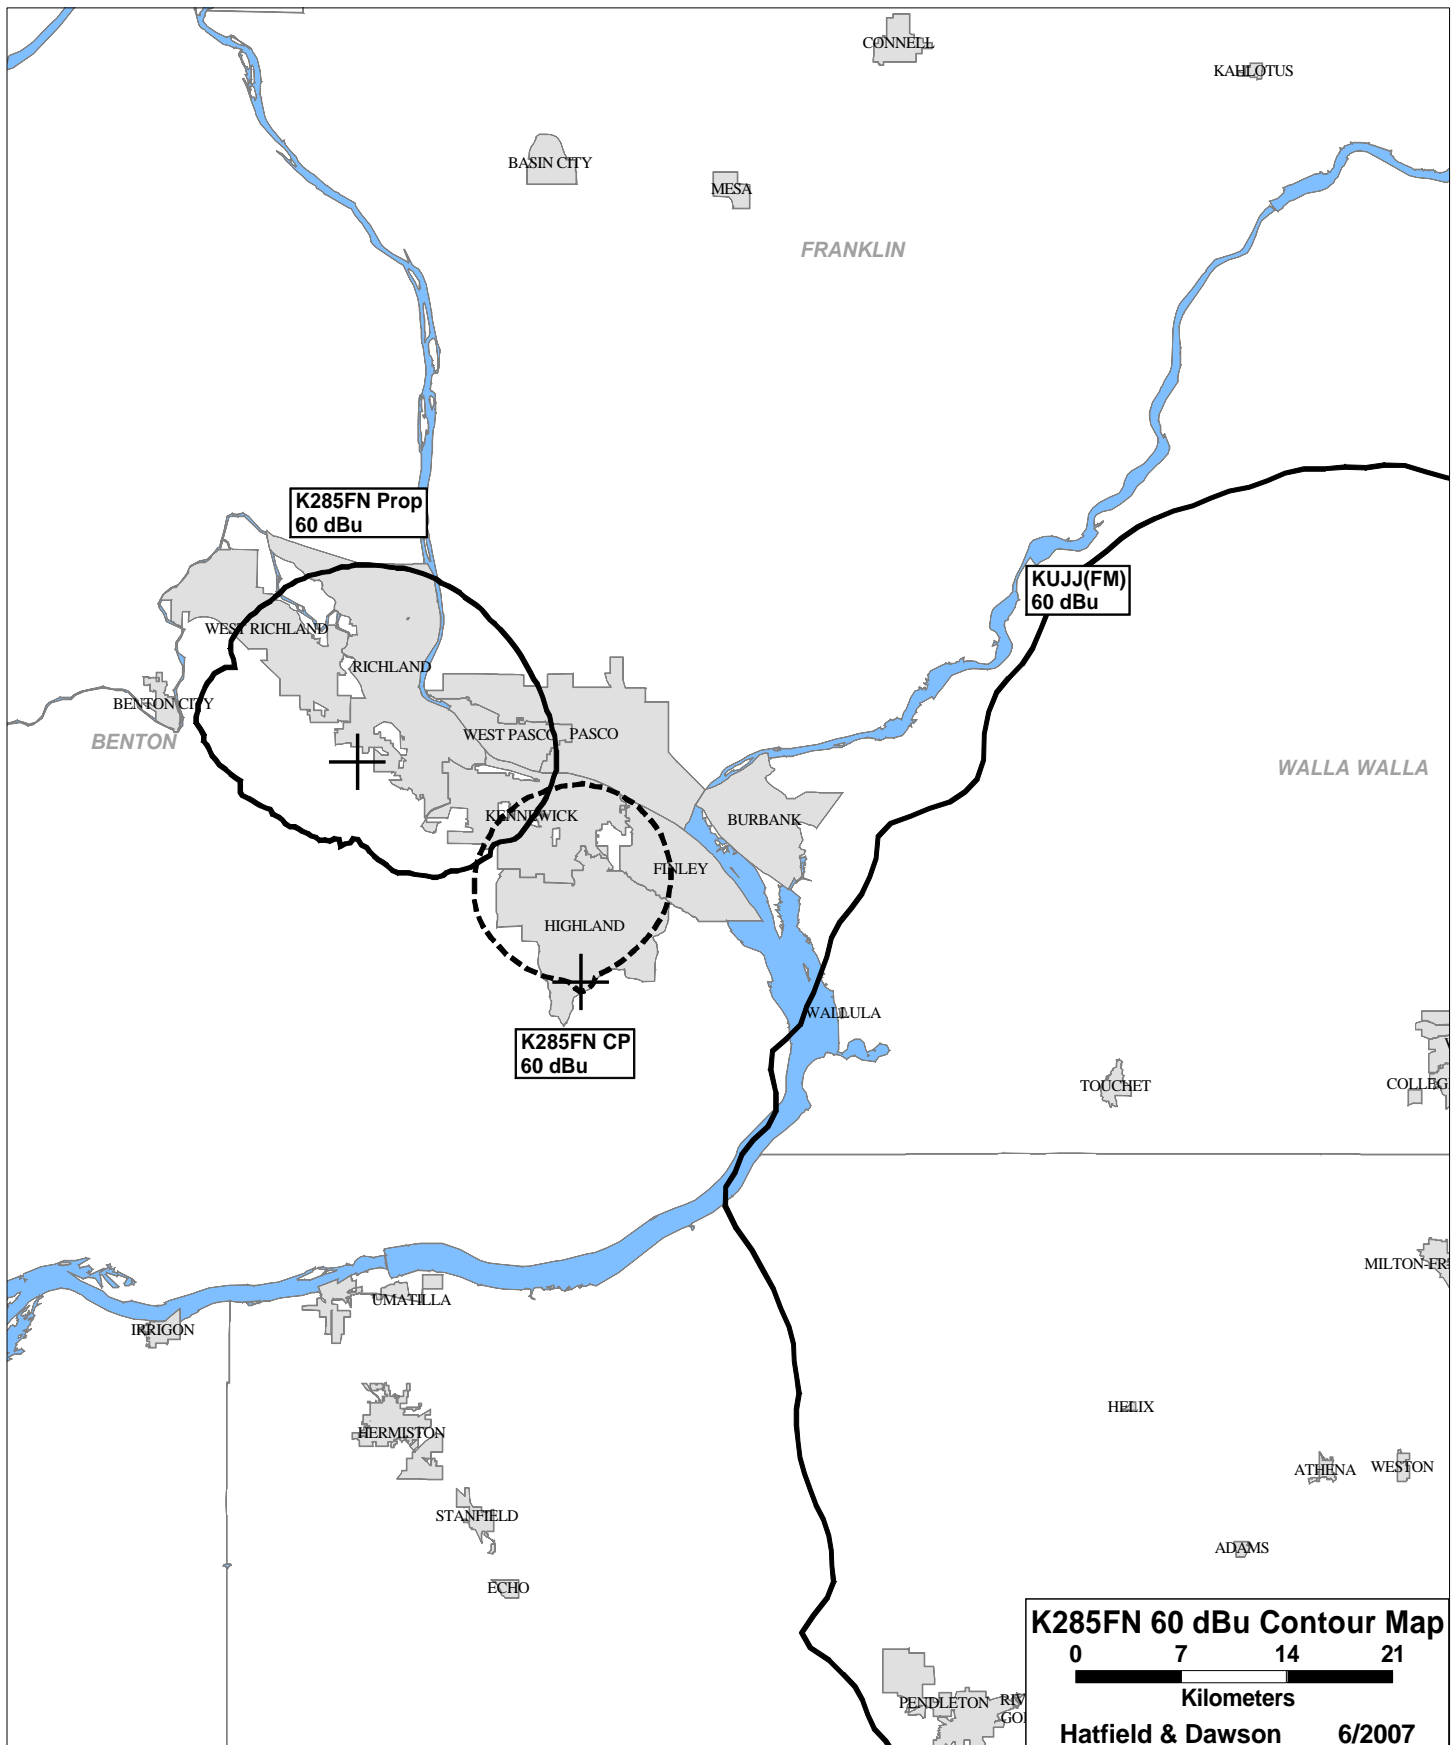 CONNELL
KAHLOTUS
BASIN CITY
MESA
FRANKLIN
K285FN Prop
60 dBu
KUJJ(FM)
60 dBu
WEST RICHLAND
RICHLAND
BENTON CITY
BENTON
WEST PASCO
PASCO
WALLA WALLA
KENNEWICK
BURBANK
FINLEY
HIGHLAND
WALLULA
K285FN CP
60 dBu
TOUCHET
COLLEG
MILTON-FR
UMATILLA
IRRIGON
HELIX
HERMISTON
ATHENA
WESTON
STANFIELD
ADAMS
ECHO
PENDLETON
RIV
GO
K285FN 60 dBu Contour Map
0 7 14 21
Kilometers
Hatfield & Dawson 6/2007